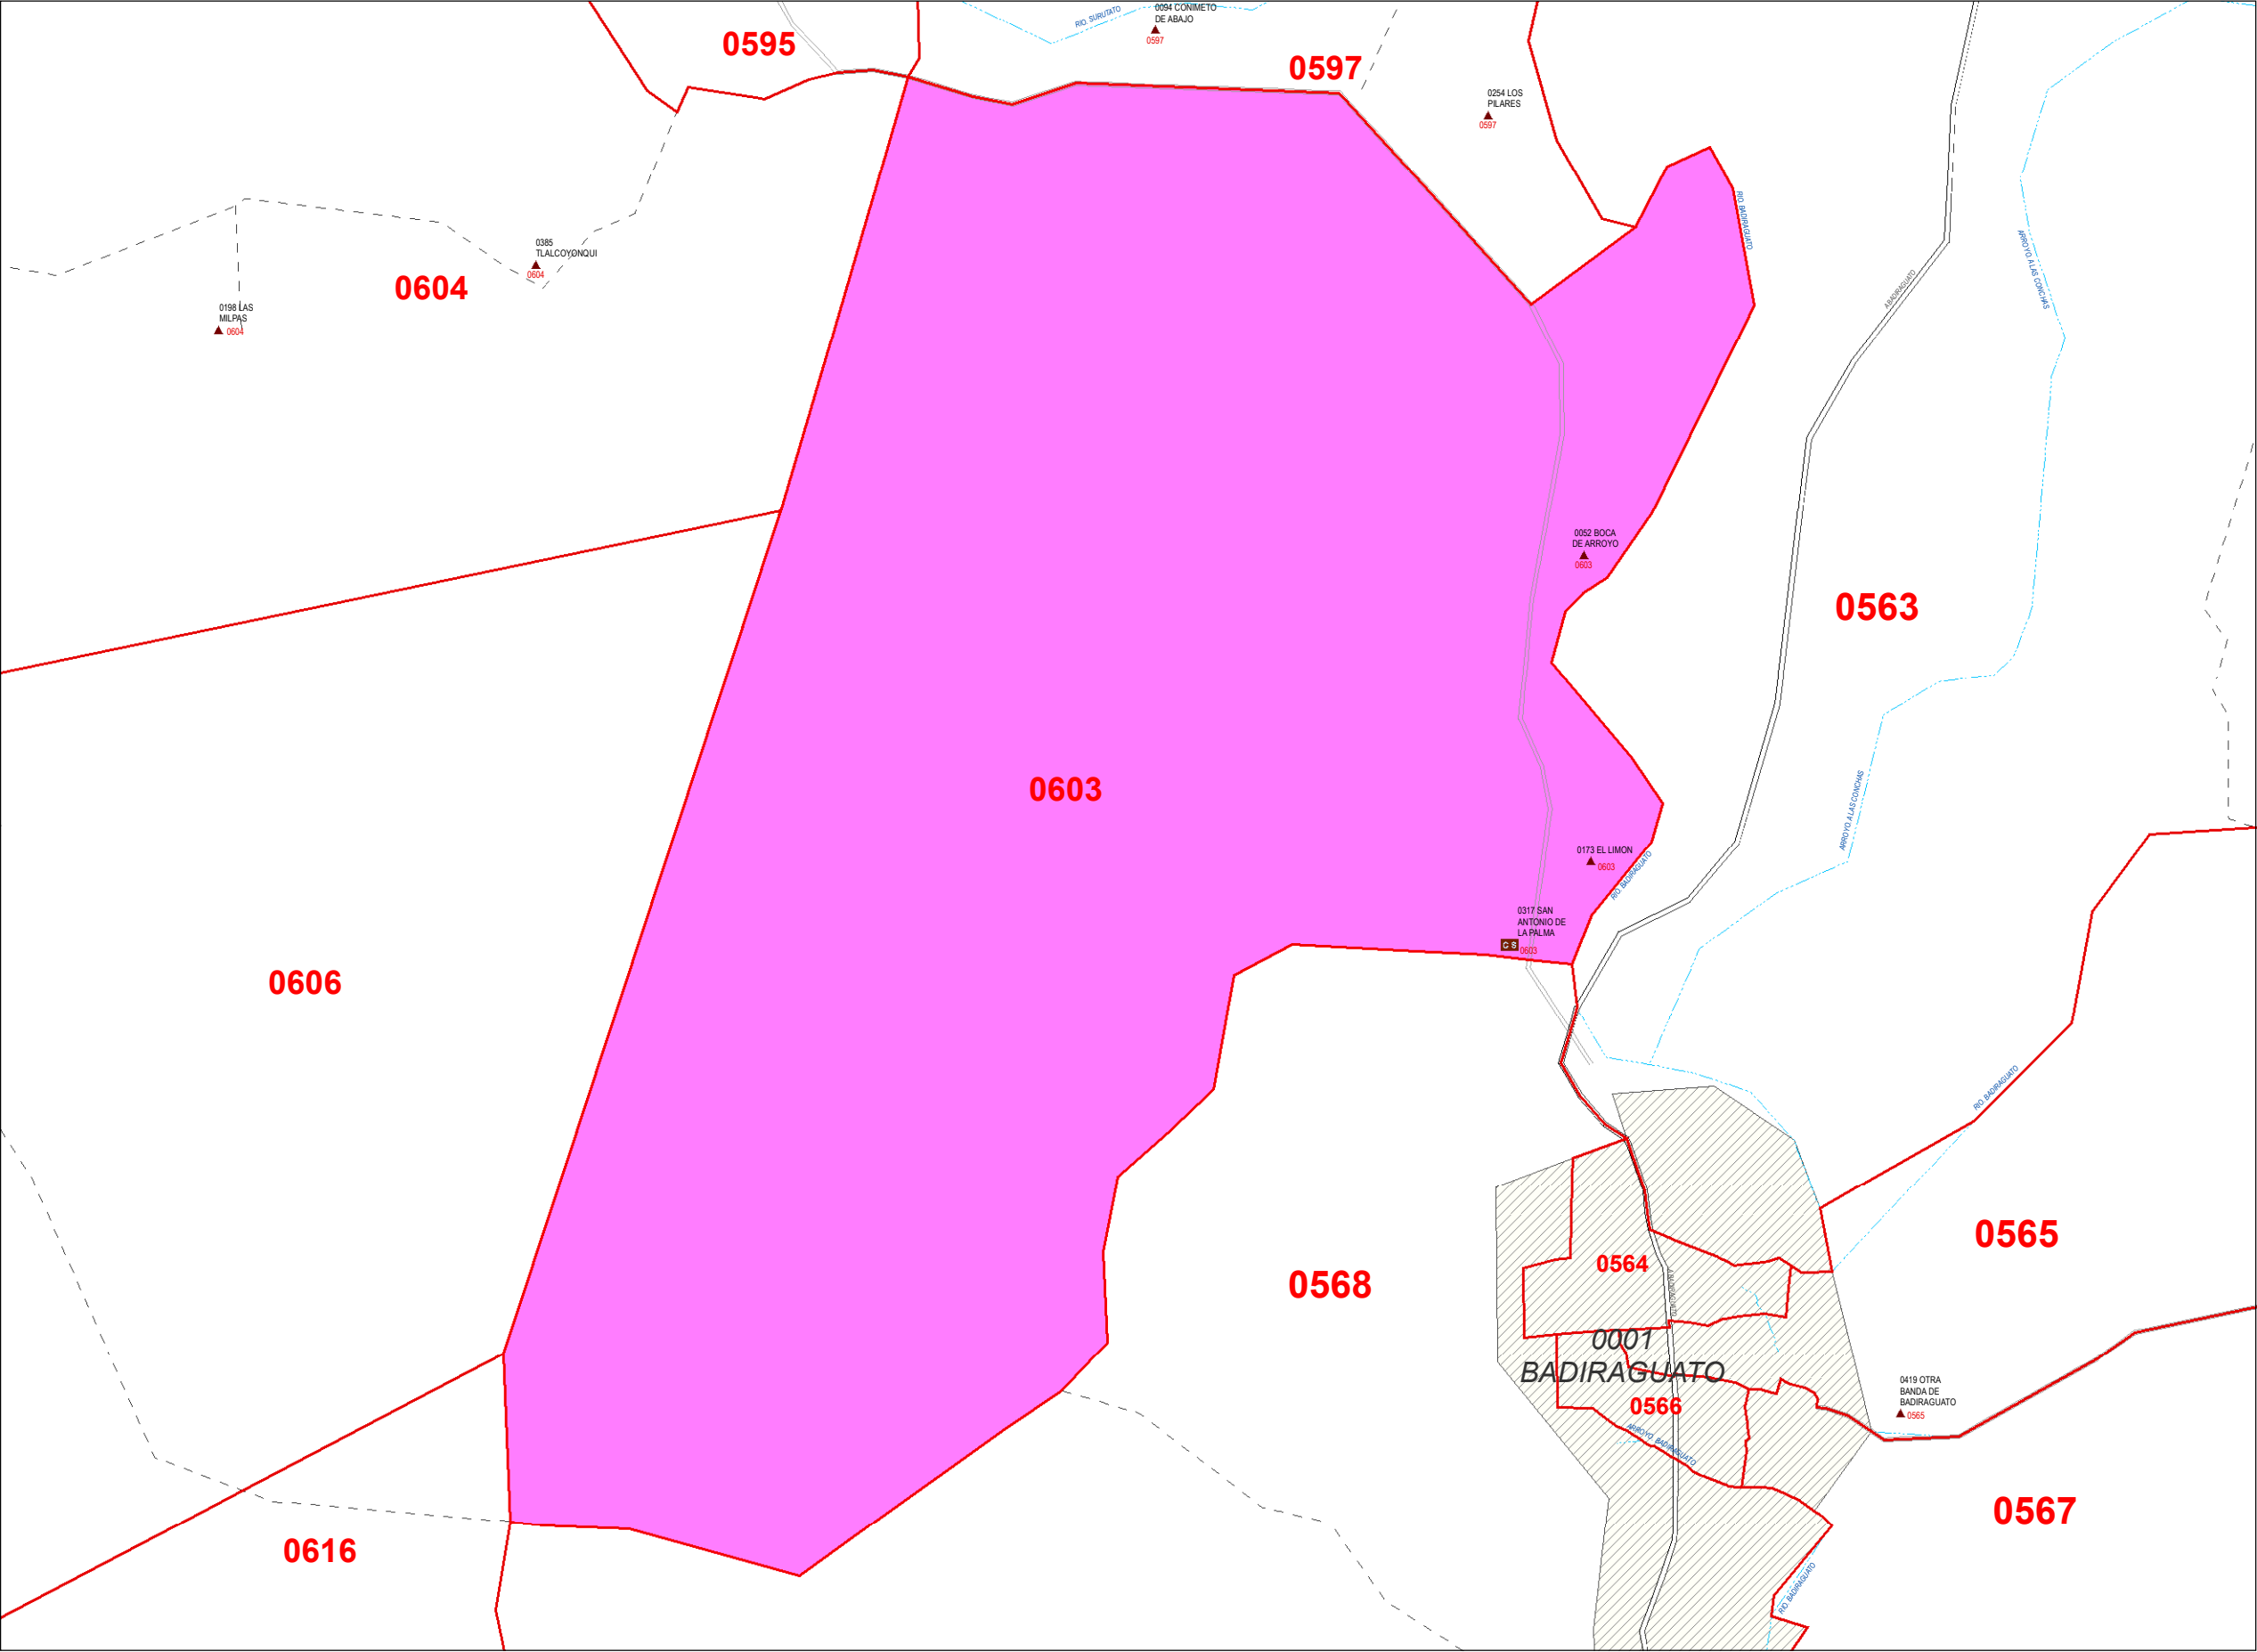 0094 CONIMETO
DE ABAJO
0597
RIO. SURUTATO
0595
0597
0254 LOS
PILARES
0597
RIO. BADIRAGUATO
ARROYO. A LAS CONCHAS
A BADIRAGUATO
0385
TLALCOYONQUI
0604
0604
0198 LAS
MILPAS
0604
0052 BOCA
DE ARROYO
0603
0563
0603
ARROYO. A LAS CONCHAS
0173 EL LIMON
0603
RIO. BADIRAGUATO
0317 SAN
ANTONIO DE
LA PALMA
C S
0603
0606
RIO. BADIRAGUATO
0565
0564
0568
A BADIRAGUATO
0001
BADIRAGUATO
0566
ARROYO. BADIRAGUATO
0419 OTRA
BANDA DE
BADIRAGUATO
0565
0567
0616
RIO. BADIRAGUATO